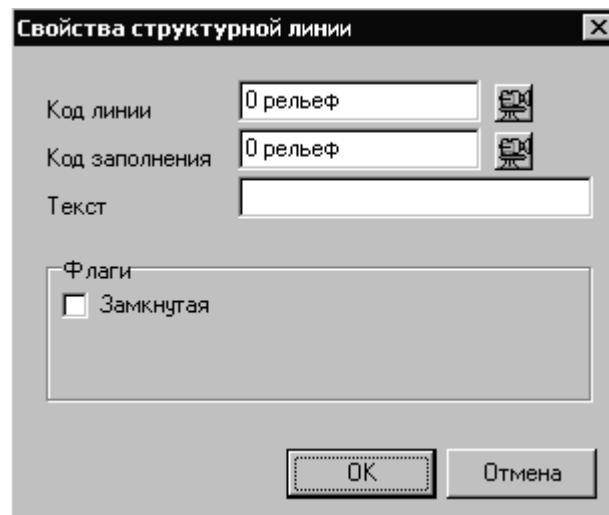 Свойства структурной линии
Код линии
0 рельеф
Код заполнения
0 рельеф
Текст
Флаги
Замкнутая
OK
Отмена